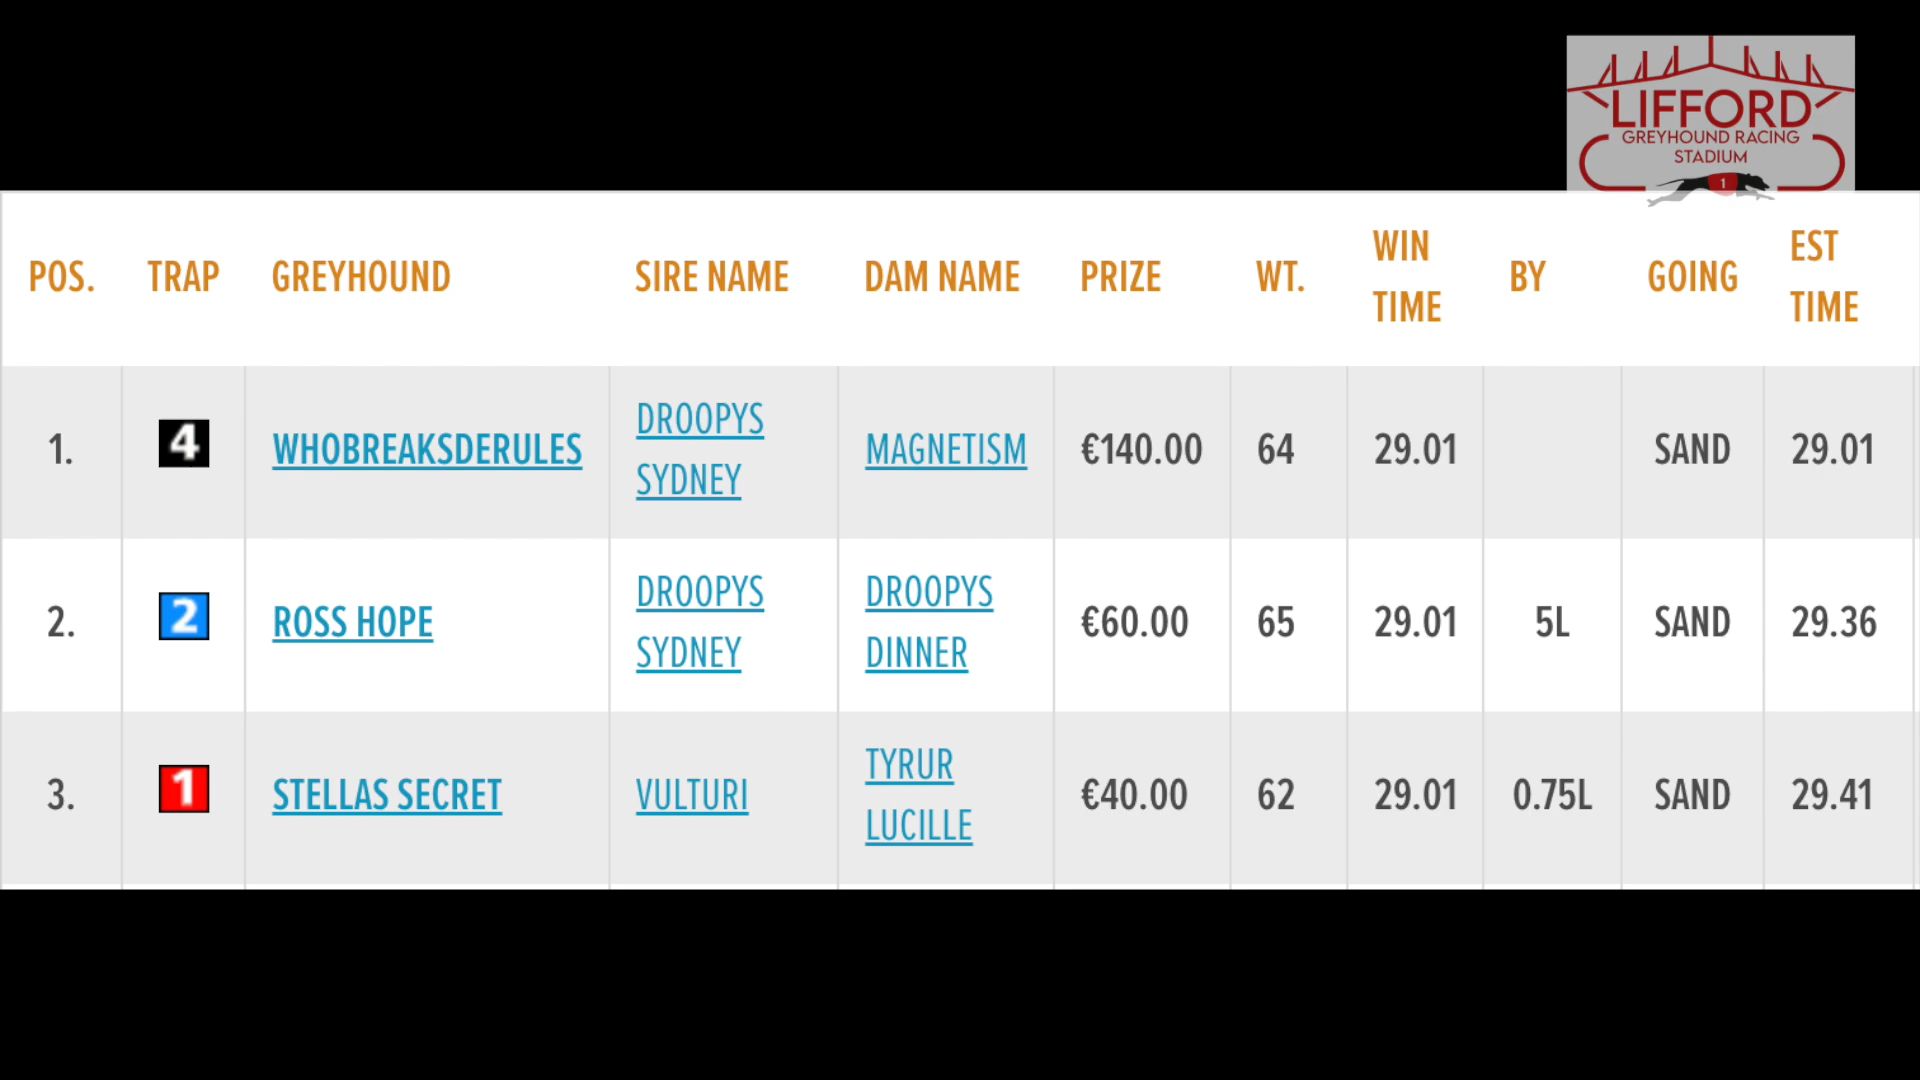 LIFFORD
GREYHOUND RACING
STADIUM
1
POS. TRAP GREYHOUND SIRE NAME DAM NAME PRIZE WT. WIN TIME BY GOING EST TIME
1. 4 WHOBREAKSDERULES DROOPYS SYDNEY MAGNETISM €140.00 64 29.01 SAND 29.01
2. 2 ROSS HOPE DROOPYS SYDNEY DROOPYS DINNER €60.00 65 29.01 5L SAND 29.36
3. 1 STELLAS SECRET VULTURI TYRUR LUCILLE €40.00 62 29.01 0.75L SAND 29.41